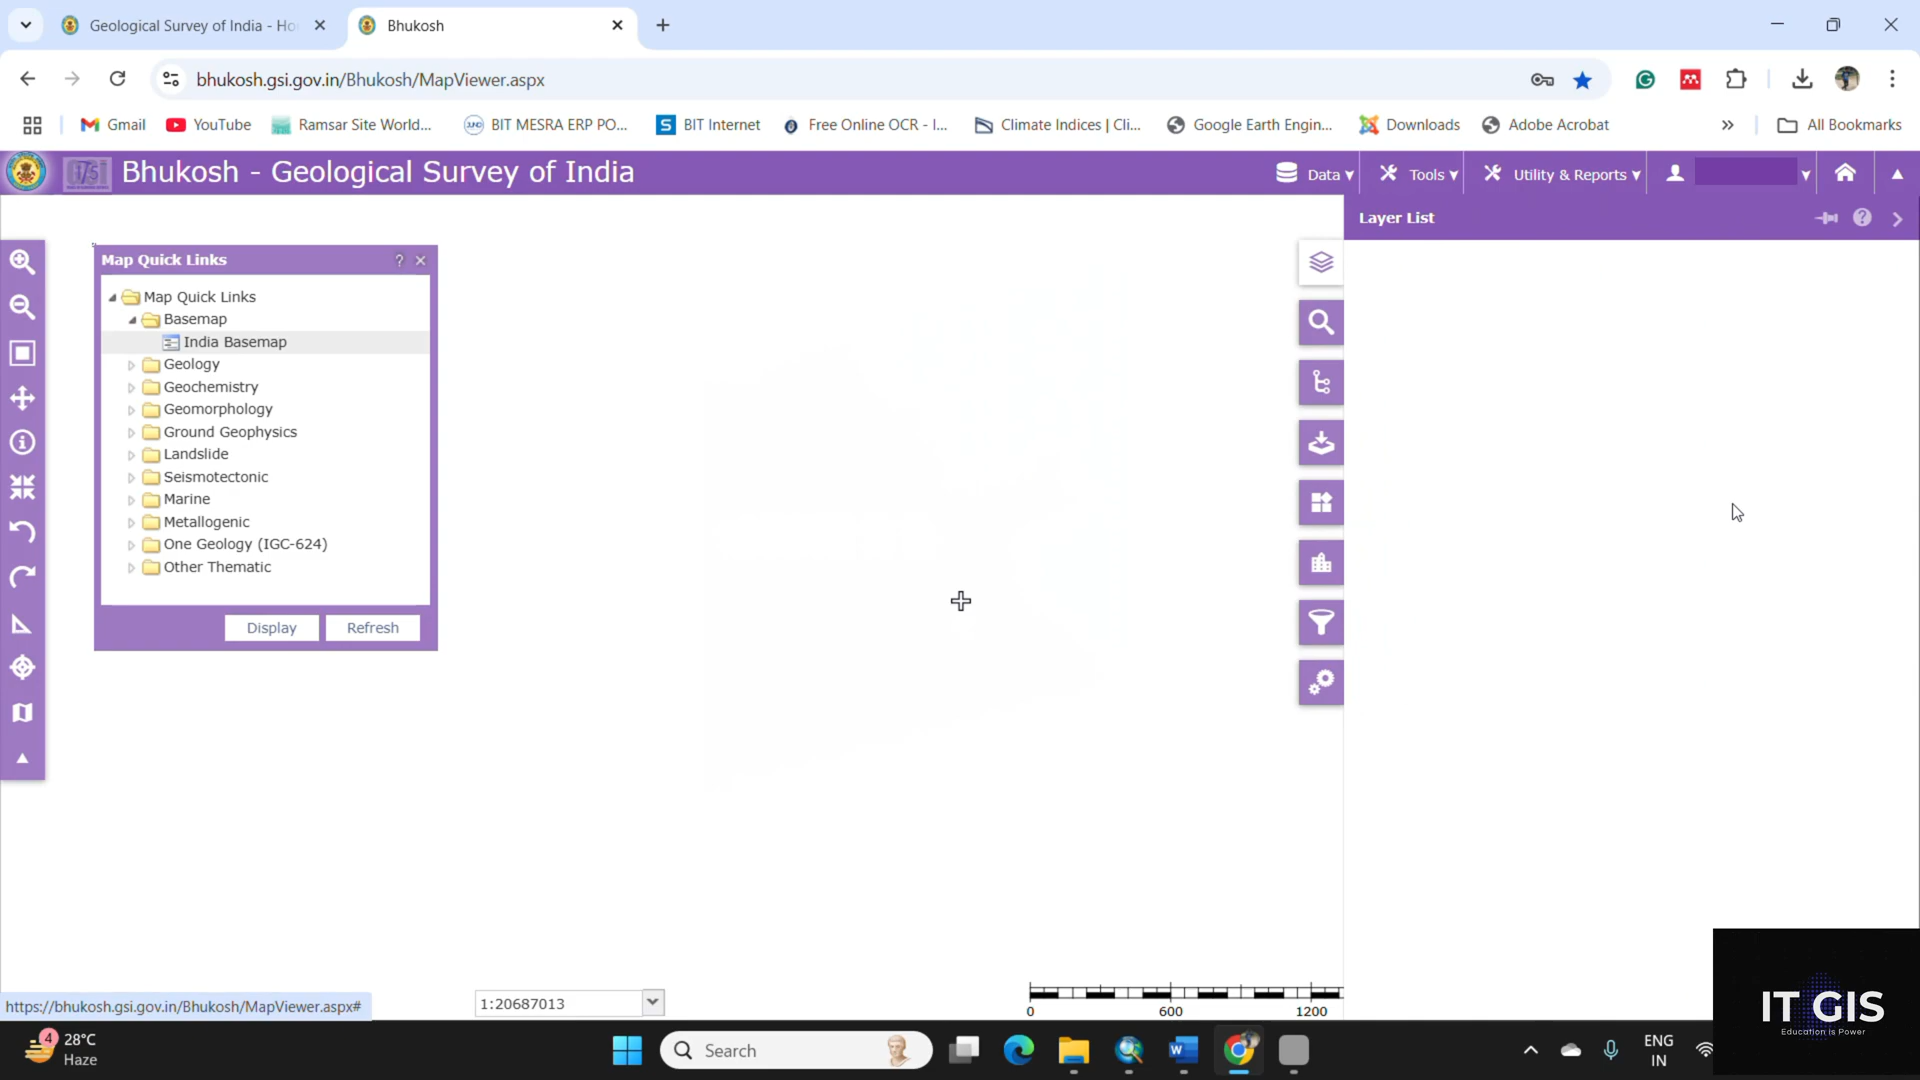 Geological Survey of India - Ho
Bhukosh
bhukosh.gsi.gov.in/Bhukosh/MapViewer.aspx
Gmail
YouTube
Ramsar Site World...
BIT MESRA ERP PO...
BIT Internet
Free Online OCR - I...
Climate Indices | Cli...
Google Earth Engin...
Downloads
Adobe Acrobat
All Bookmarks
Bhukosh - Geological Survey of India
Data
Tools
Utility & Reports
Layer List
Map Quick Links
Map Quick Links
Basemap
India Basemap
Geology
Geochemistry
Geomorphology
Ground Geophysics
Landslide
Seismotectonic
Marine
Metallogenic
One Geology (IGC-624)
Other Thematic
Display
Refresh
1:20687013
0 600 1200
https://bhukosh.gsi.gov.in/Bhukosh/MapViewer.aspx#
4
28°C
Haze
Search
ENG
IN
IT GIS
Education is Power